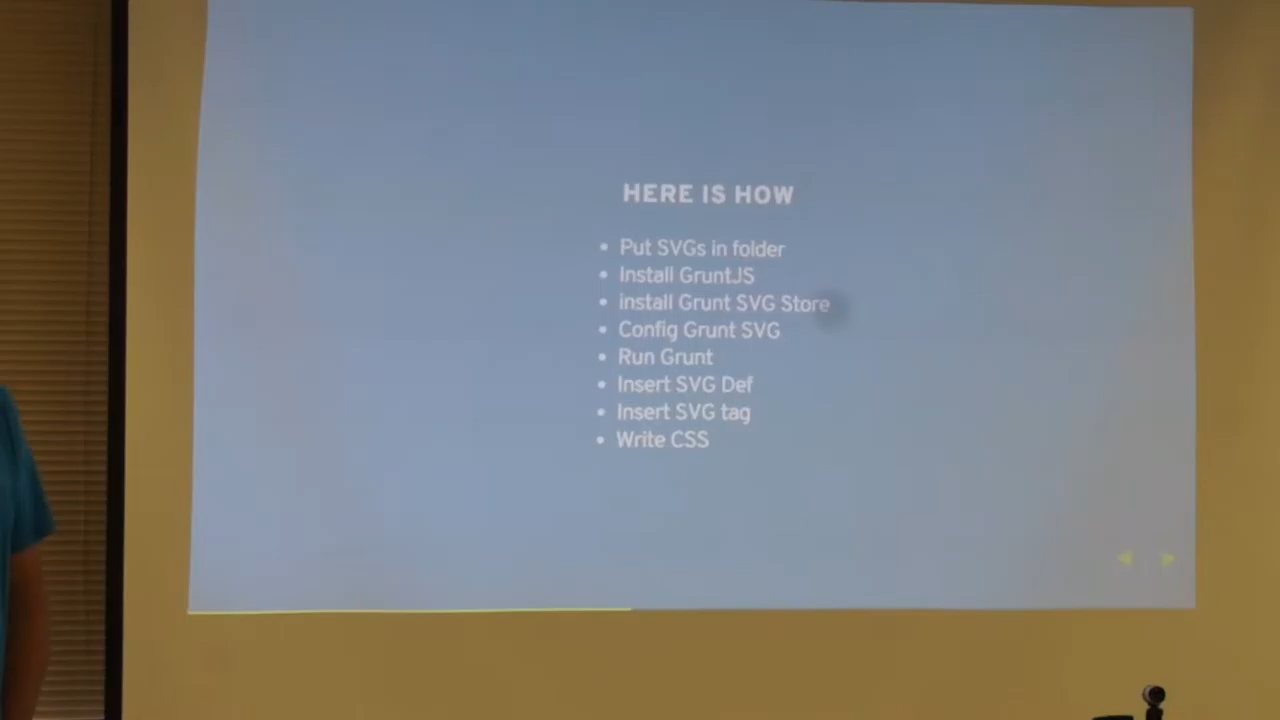 HERE IS HOW
• Put SVGs in folder
• Install GruntJS
• install Grunt SVG Store
• Config Grunt SVG
• Run Grunt
• Insert SVG Def
• Insert SVG tag
• Write CSS